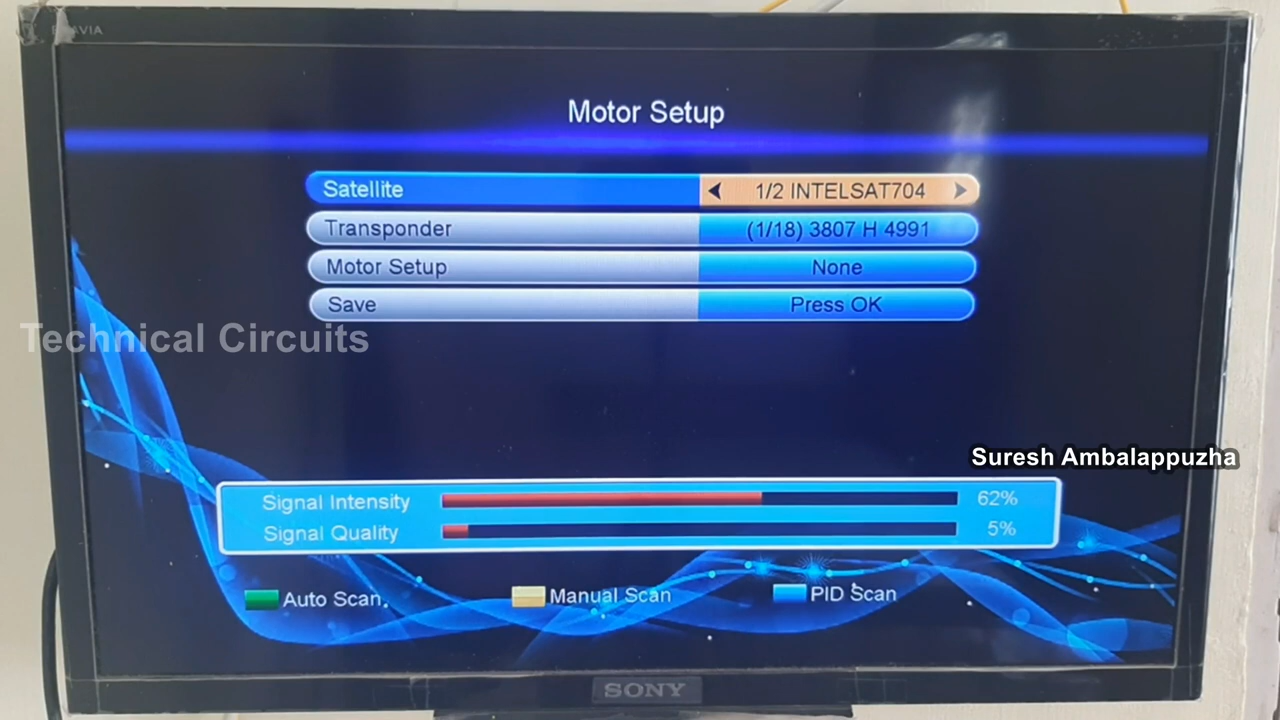 BRAVIA
Motor Setup
Satellite 1/2 INTELSAT704
Transponder (1/18) 3807 H 4991
Motor Setup None
Save Press OK
Technical Circuits
Suresh Ambalappuzha
Signal Intensity 62%
Signal Quality 5%
Auto Scan Manual Scan PID Scan
SONY